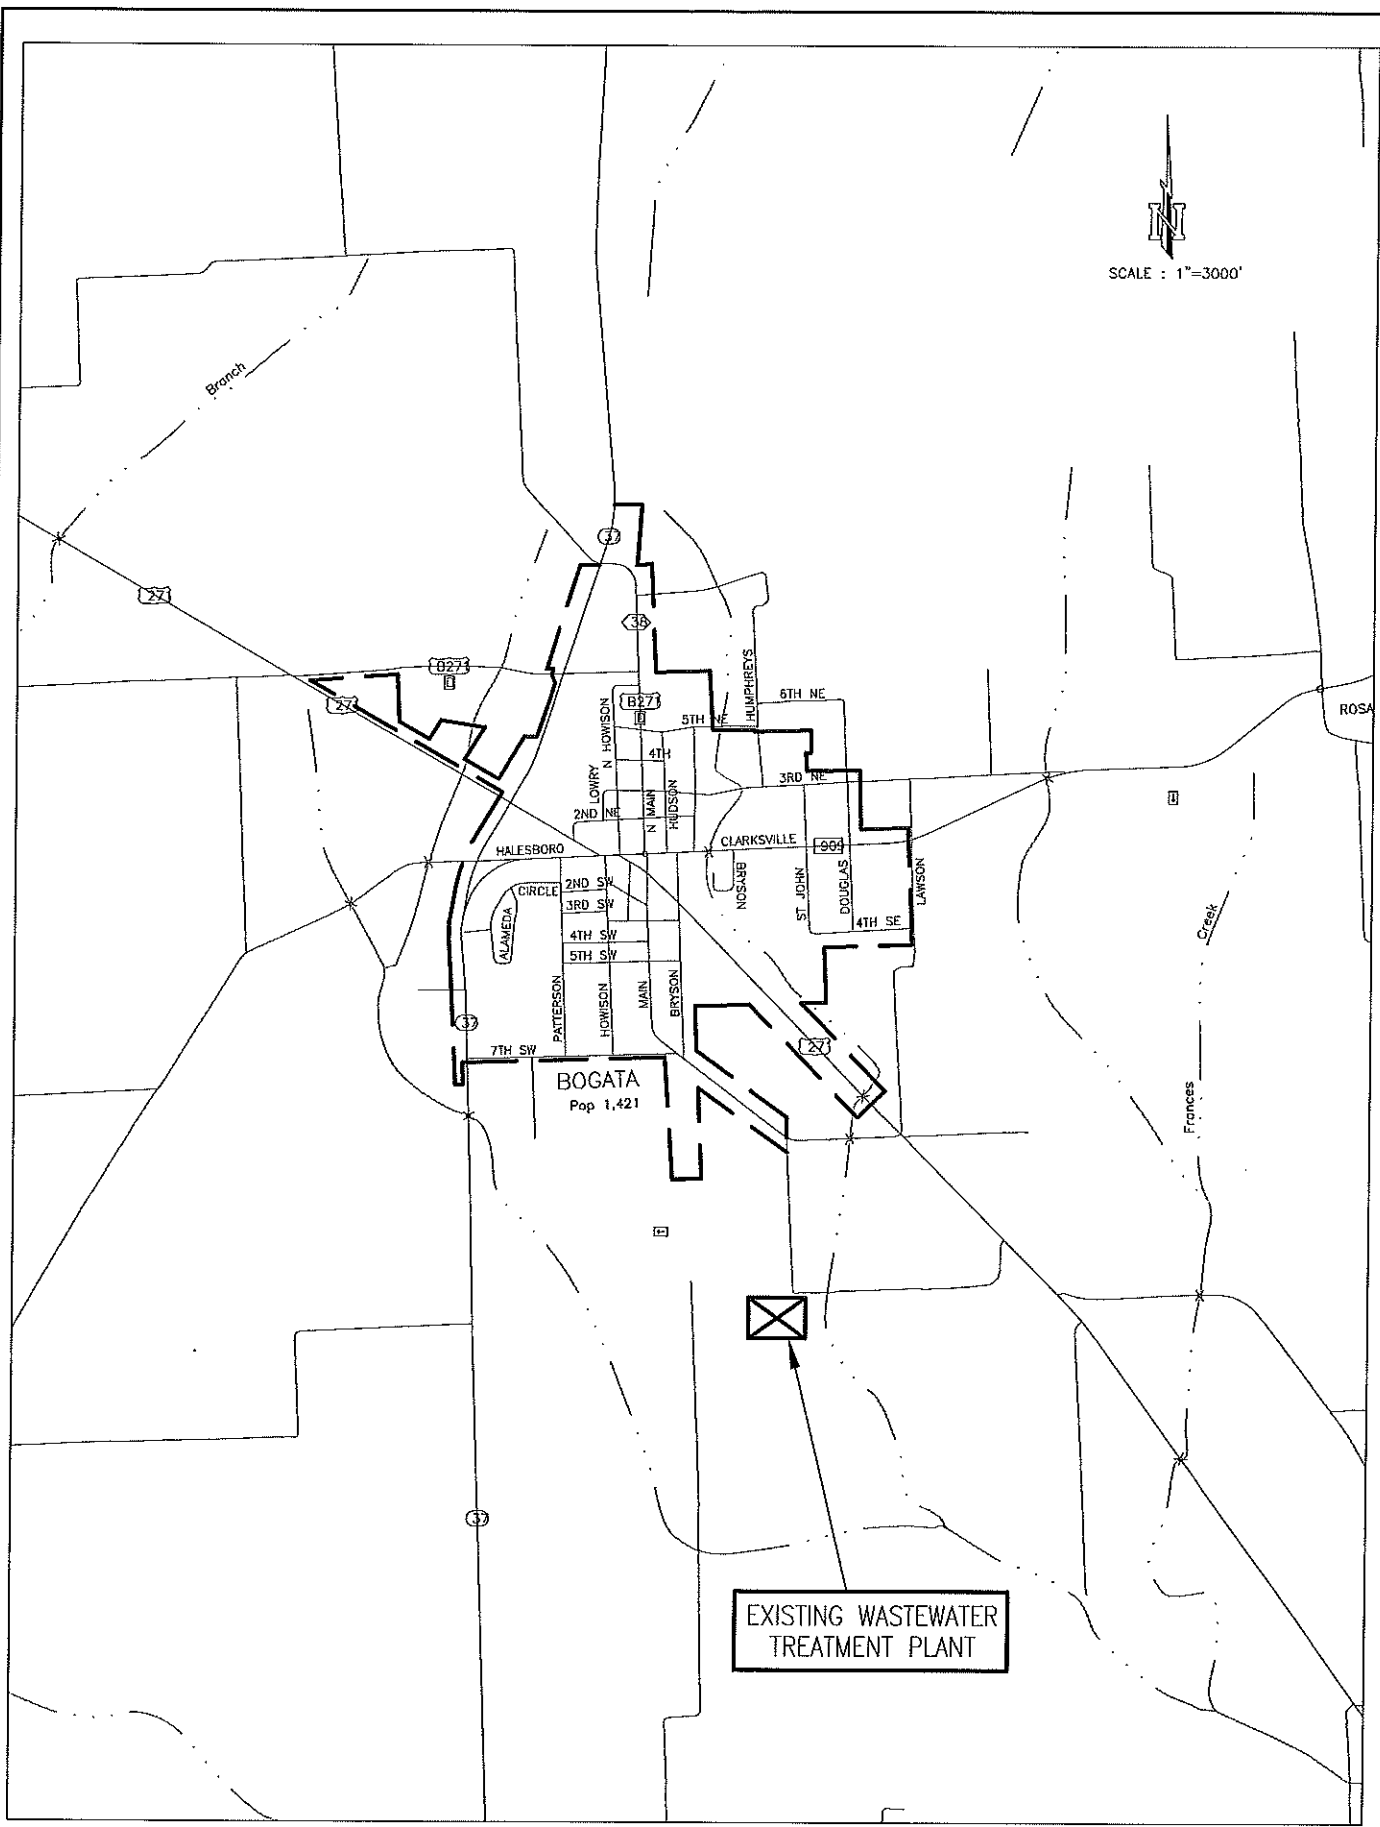 N
SCALE : 1"=3000'
Branch
37
271
38
B271
271
B271
HUMPHREYS
6TH NE
ROSA
N HOWISON
5TH NE
4TH
LOWRY
3RD NE
N MAIN
HUDSON
2ND NE
HALESBORO
CLARKSVILLE
909
CIRCLE
2ND SW
BRYSON
ST JOHN
DOUGLAS
LAWSON
3RD SW
ALAMEDA
4TH SE
4TH SW
5TH SW
Creek
PATTERSON
HOWISON
MAIN
BRYSON
37
7TH SW
271
BOGATA
Pop 1,421
Frances
37
EXISTING WASTEWATER
TREATMENT PLANT